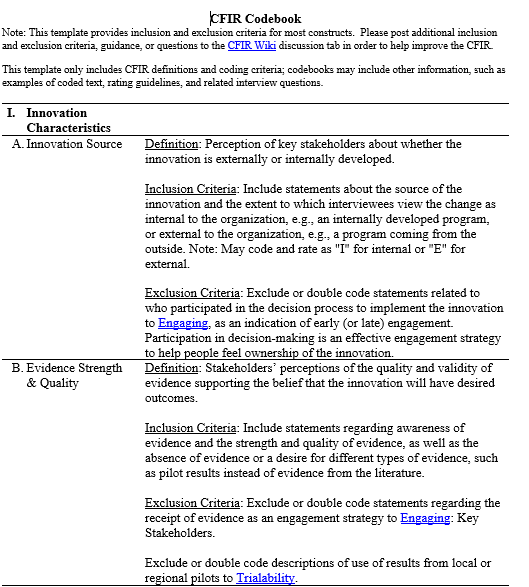 CFIR Codebook
Note: This template provides inclusion and exclusion criteria for most constructs. Please post additional inclusion
and exclusion criteria, guidance, or questions to the CFIR Wiki discussion tab in order to help improve the CFIR.
This template only includes CFIR definitions and coding criteria; codebooks may include other information, such as
examples of coded text, rating guidelines, and related interview questions.
I. Innovation
Characteristics
A. Innovation Source
Definition: Perception of key stakeholders about whether the
innovation is externally or internally developed.
Inclusion Criteria: Include statements about the source of the
innovation and the extent to which interviewees view the change as
internal to the organization, e.g., an internally developed program,
or external to the organization, e.g., a program coming from the
outside. Note: May code and rate as "I" for internal or "E" for
external.
Exclusion Criteria: Exclude or double code statements related to
who participated in the decision process to implement the innovation
to Engaging, as an indication of early (or late) engagement.
Participation in decision-making is an effective engagement strategy
to help people feel ownership of the innovation.
B. Evidence Strength
& Quality
Definition: Stakeholders’ perceptions of the quality and validity of
evidence supporting the belief that the innovation will have desired
outcomes.
Inclusion Criteria: Include statements regarding awareness of
evidence and the strength and quality of evidence, as well as the
absence of evidence or a desire for different types of evidence, such
as pilot results instead of evidence from the literature.
Exclusion Criteria: Exclude or double code statements regarding the
receipt of evidence as an engagement strategy to Engaging: Key
Stakeholders.
Exclude or double code descriptions of use of results from local or
regional pilots to Trialability.